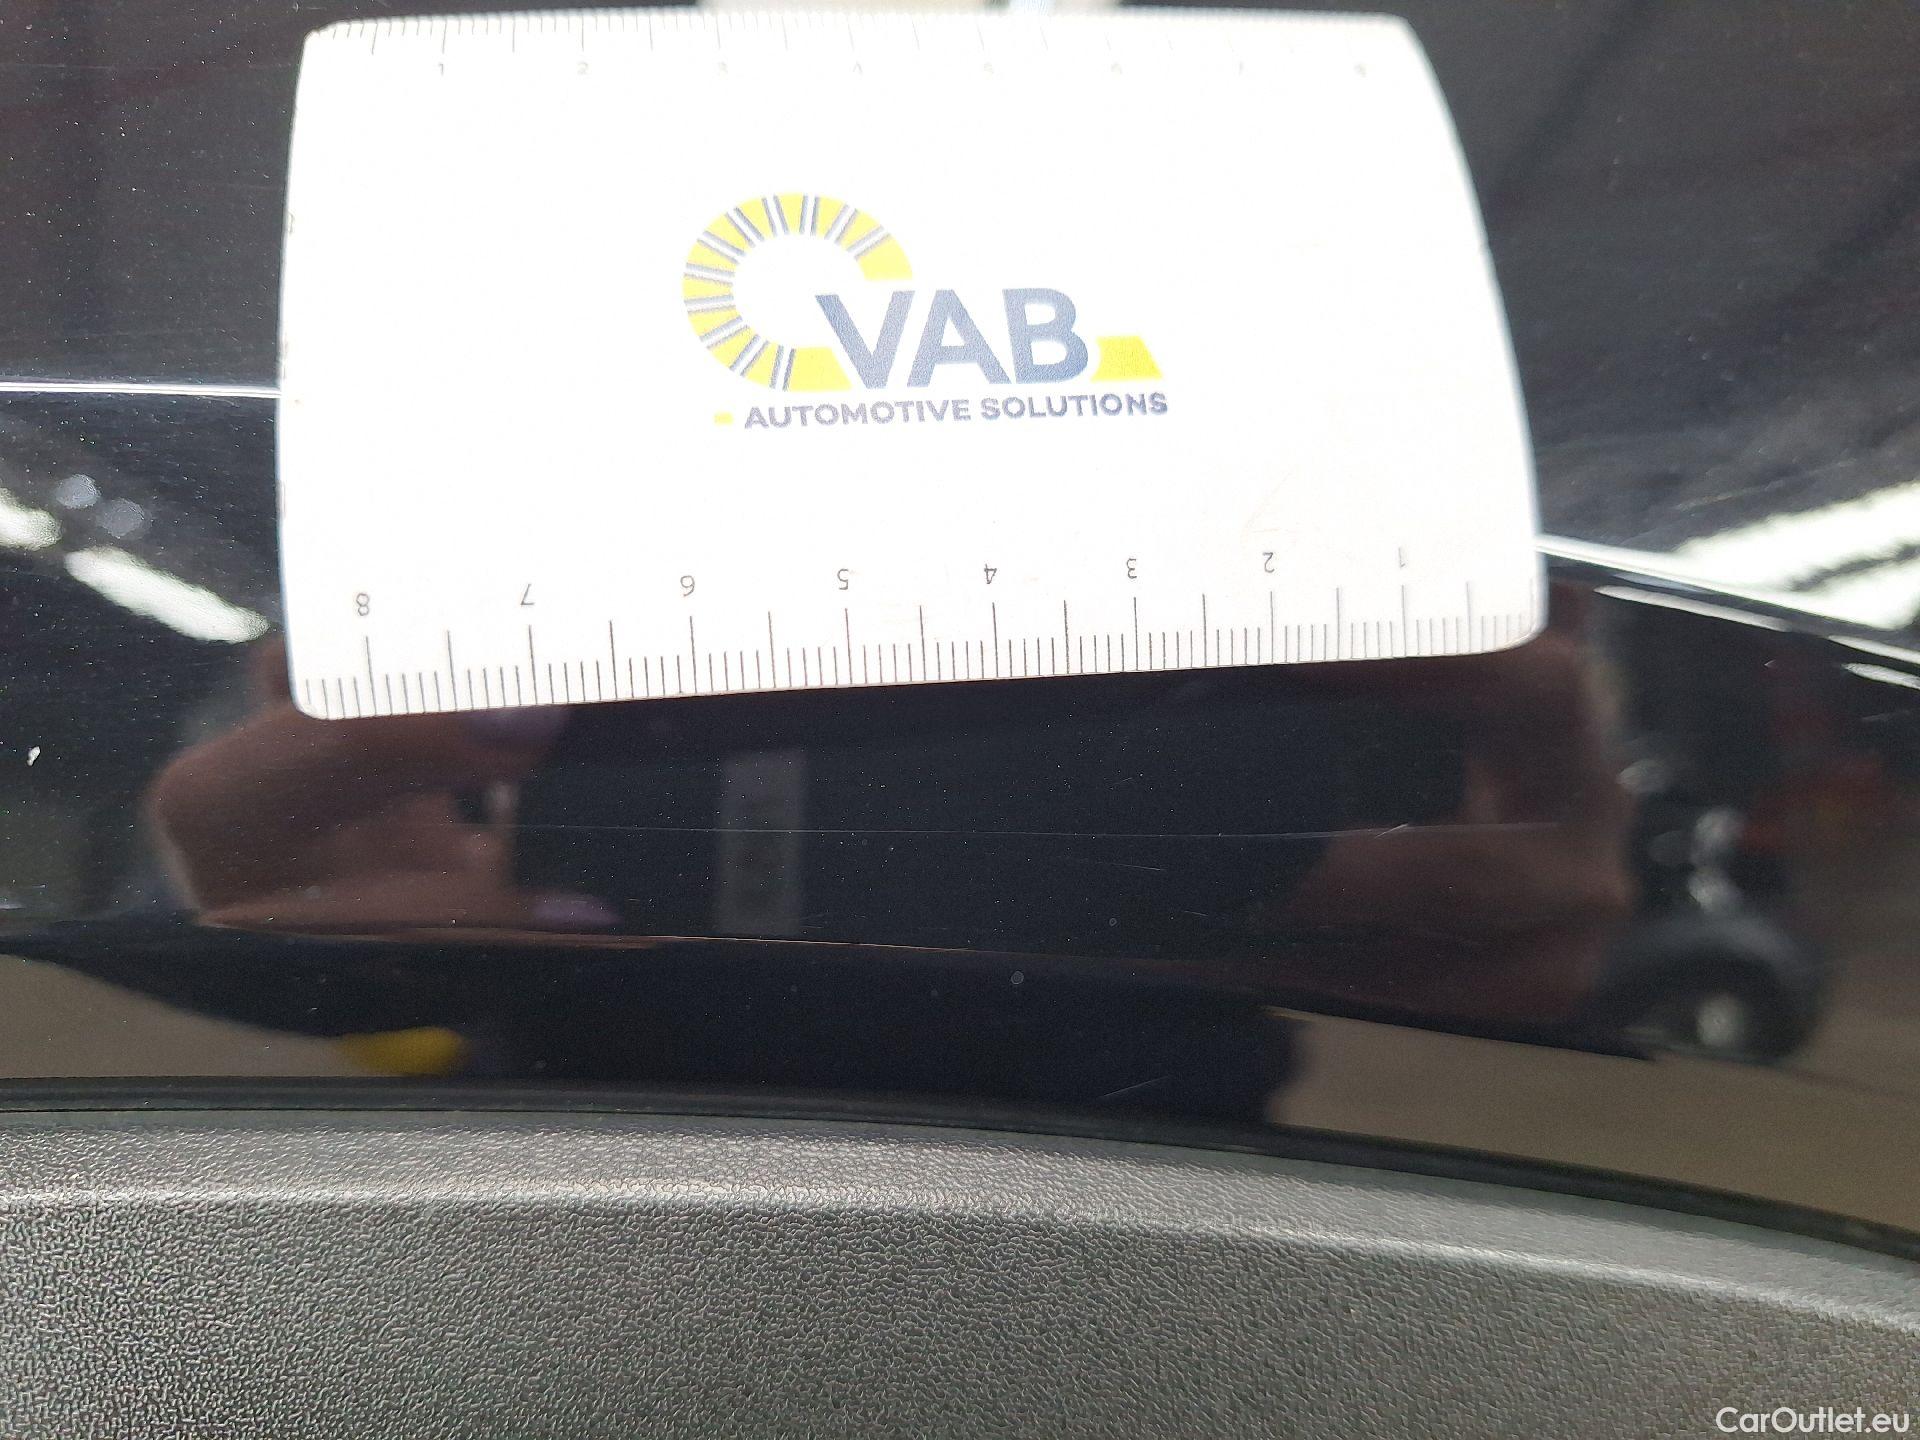 1 2 3 4 5 6 7 8
VAB
AUTOMOTIVE SOLUTIONS
8 7 6 5 4 3 2 1
CarOutlet.eu